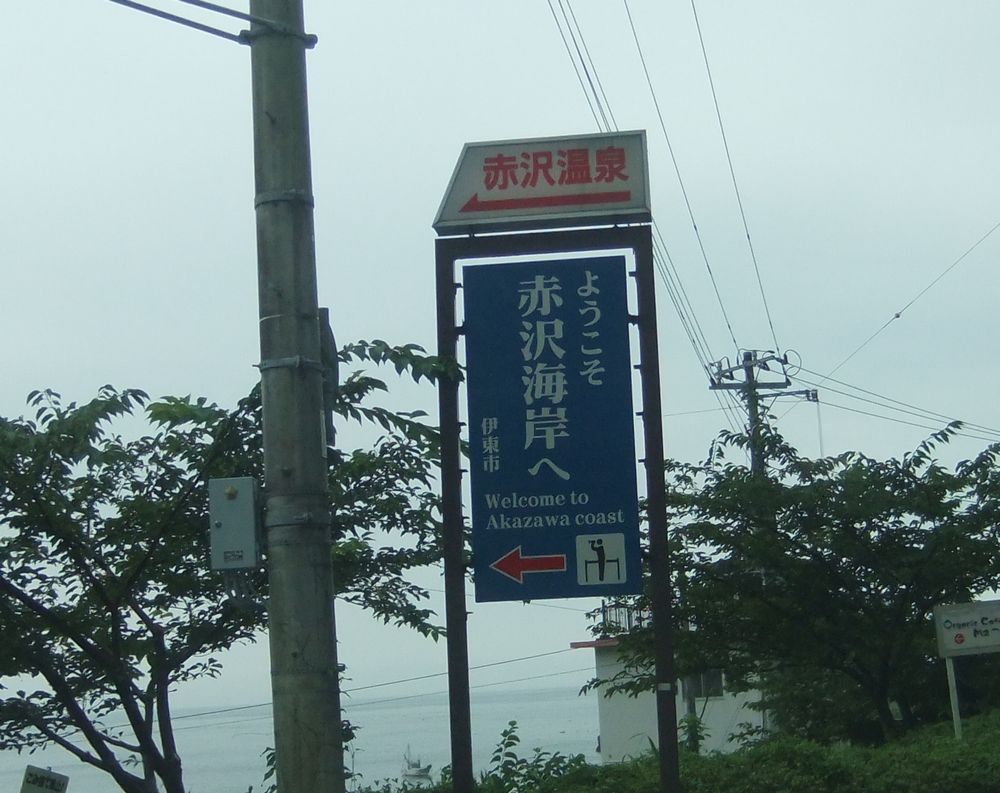 赤沢温泉
ようこそ
赤沢海岸へ
伊東市
Welcome to
Akazawa coast
Organic